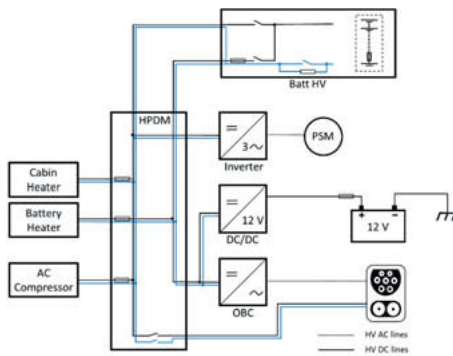 Batt HV
HPDM
3
PSM
Inverter
Cabin
Heater
Battery
Heater
12 V
DC/DC
+ −
12 V
AC
Compressor
OBC
HV AC lines
HV DC lines